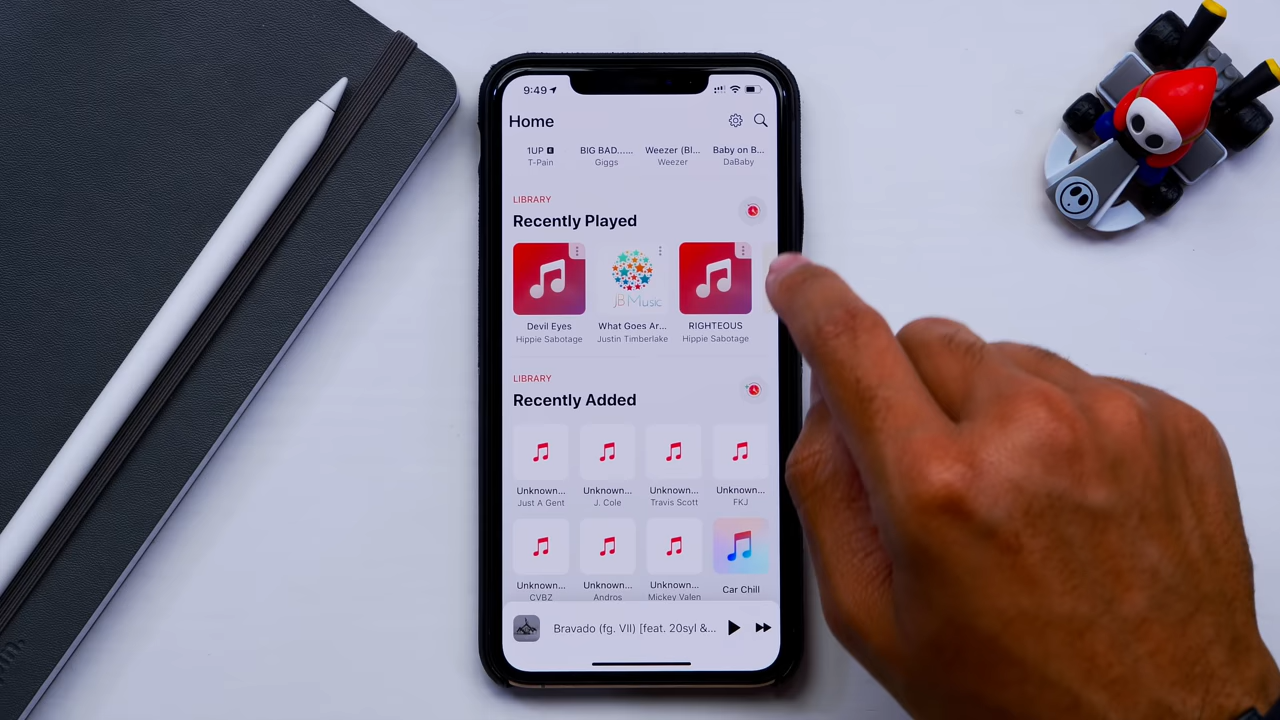 9:49
Home
1UP E BIG BAD...... Weezer (Bl... Baby on B...
T-Pain Giggs Weezer DaBaby
LIBRARY
Recently Played
JB Music
Devil Eyes What Goes Ar... RIGHTEOUS
Hippie Sabotage Justin Timberlake Hippie Sabotage
LIBRARY
Recently Added
Unknown... Unknown... Unknown... Unknown...
Just A Gent J. Cole Travis Scott FKJ
Unknown... Unknown... Unknown... Car Chill
CVBZ Andros Mickey Valen
Bravado (fg. VII) [feat. 20syl &...